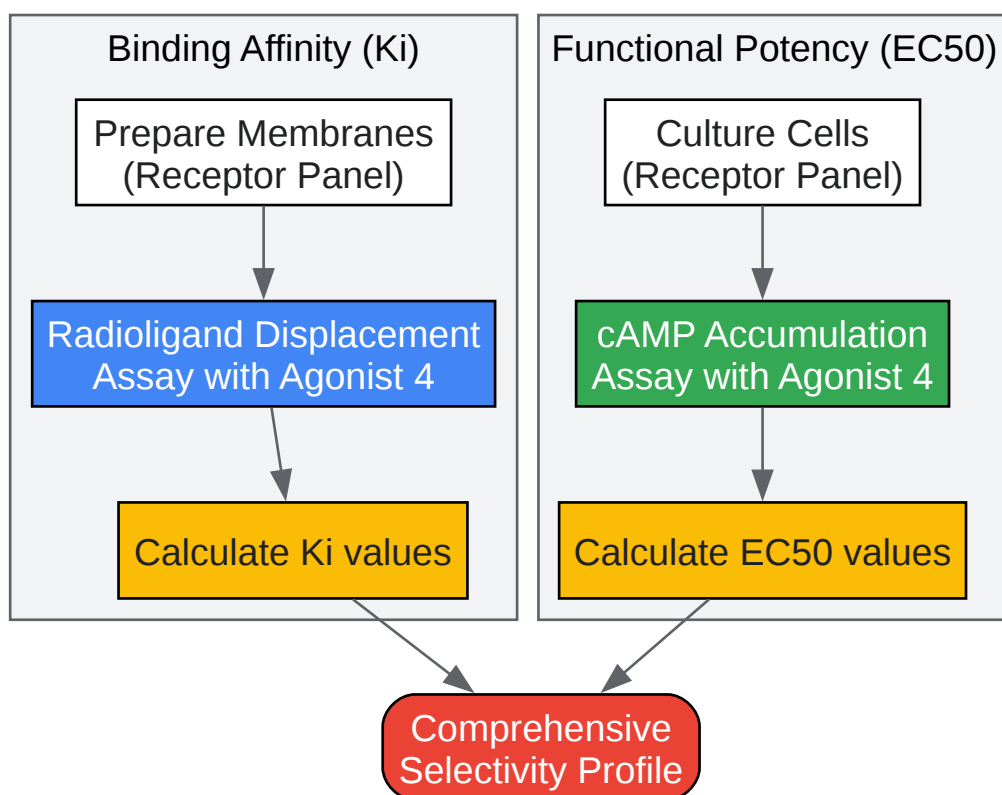 Binding Affinity (Ki)
Prepare Membranes
(Receptor Panel)
Radioligand Displacement
Assay with Agonist 4
Calculate Ki values
Functional Potency (EC50)
Culture Cells
(Receptor Panel)
cAMP Accumulation
Assay with Agonist 4
Calculate EC50 values
Comprehensive
Selectivity Profile